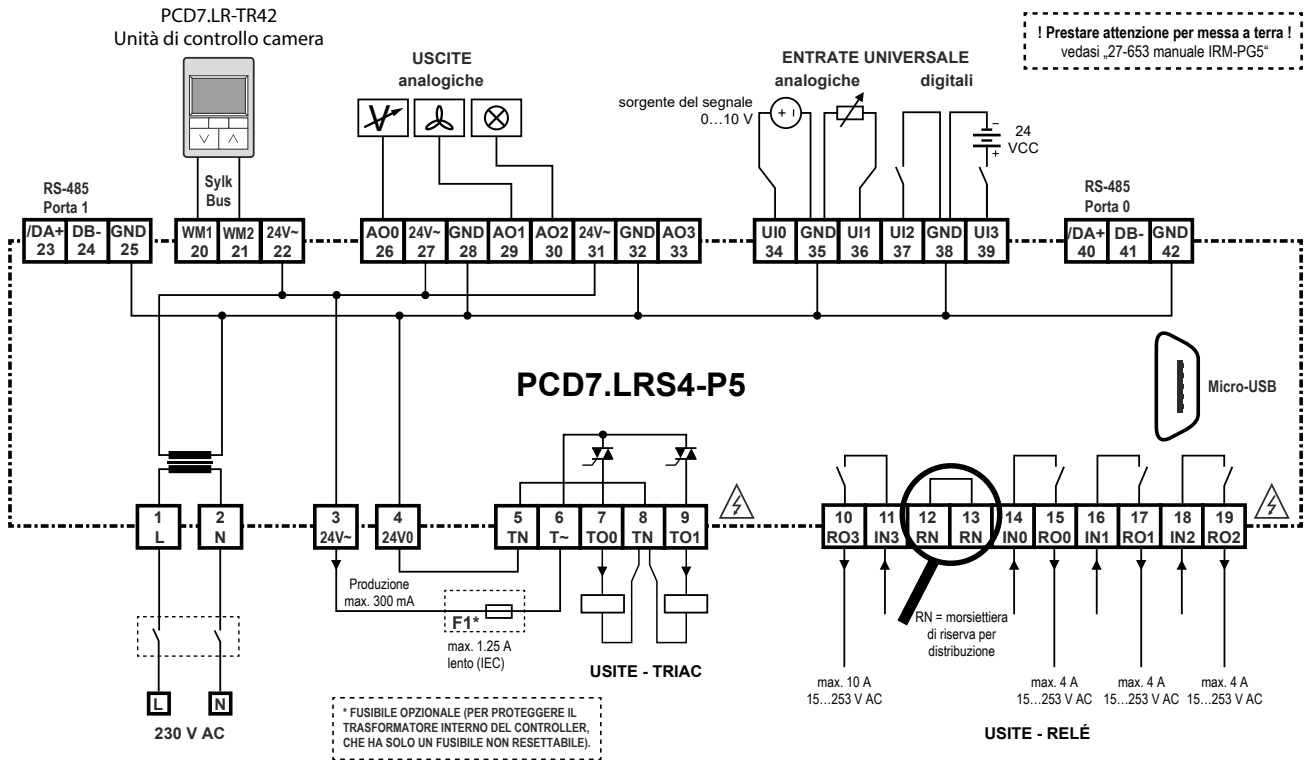 PCD7.LR-TR42
Unità di controllo camera
! Prestare attenzione per messa a terra !
vedasi „27-653 manuale IRM-PG5“
USCITE
analogiche
ENTRATE UNIVERSALE
analogiche digitali
sorgente del segnale
0…10 V
24
VCC
Sylk
Bus
RS-485
Porta 1
RS-485
Porta 0
/DA+ DB- GND
23 24 25
WM1 WM2 24V~
20 21 22
AO0 24V~ GND AO1 AO2 24V~ GND AO3
26 27 28 29 30 31 32 33
UI0 GND UI1 UI2 GND UI3
34 35 36 37 38 39
/DA+ DB- GND
40 41 42
PCD7.LRS4-P5
Micro-USB
1 2
L N
3 4
24V~ 24V0
5 6 7 8 9
TN T~ TO0 TN TO1
10 11 12 13 14 15 16 17 18 19
RO3 IN3 RN RN IN0 RO0 IN1 RO1 IN2 RO2
Produzione
max. 300 mA
F1*
max. 1.25 A
lento (IEC)
USITE - TRIAC
RN = morsiettiera
di riserva per
distribuzione
max. 10 A
15…253 V AC
max. 4 A
15…253 V AC
max. 4 A
15…253 V AC
max. 4 A
15…253 V AC
USITE - RELÉ
L N
230 V AC
* FUSIBILE OPZIONALE (PER PROTEGGERE IL
TRASFORMATORE INTERNO DEL CONTROLLER,
CHE HA SOLO UN FUSIBILE NON RESETTABILE).